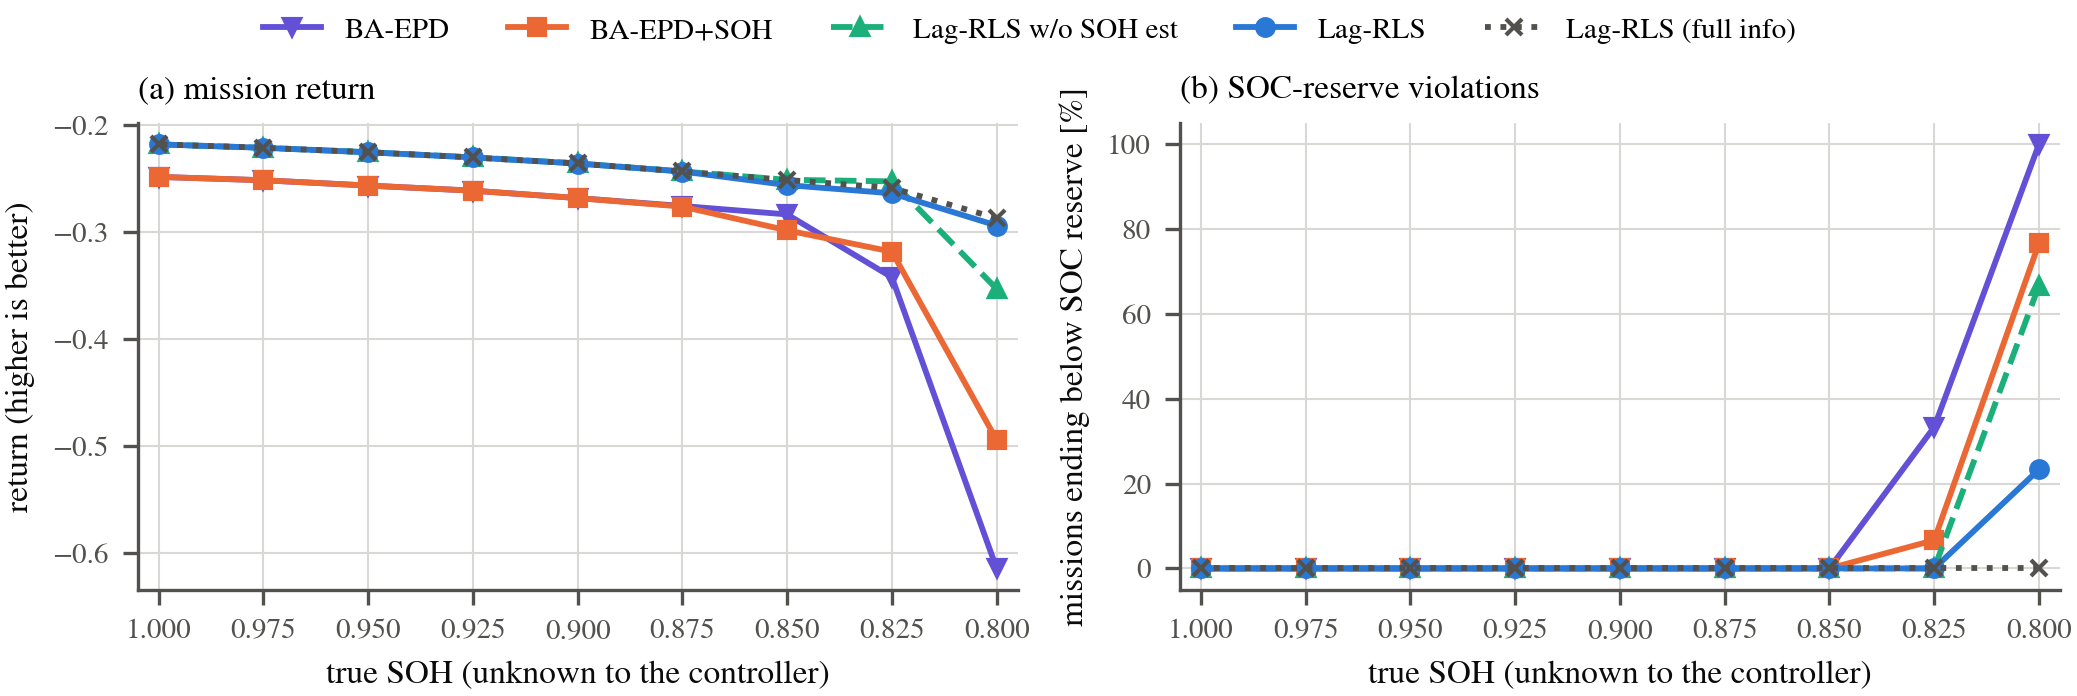 BA-EPD BA-EPD+SOH Lag-RLS w/o SOH est Lag-RLS Lag-RLS (full info)
(a) mission return
return (higher is better)
−0.2
−0.3
−0.4
−0.5
−0.6
1.000 0.975 0.950 0.925 0.900 0.875 0.850 0.825 0.800
true SOH (unknown to the controller)
(b) SOC-reserve violations
missions ending below SOC reserve [%]
100
80
60
40
20
0
1.000 0.975 0.950 0.925 0.900 0.875 0.850 0.825 0.800
true SOH (unknown to the controller)